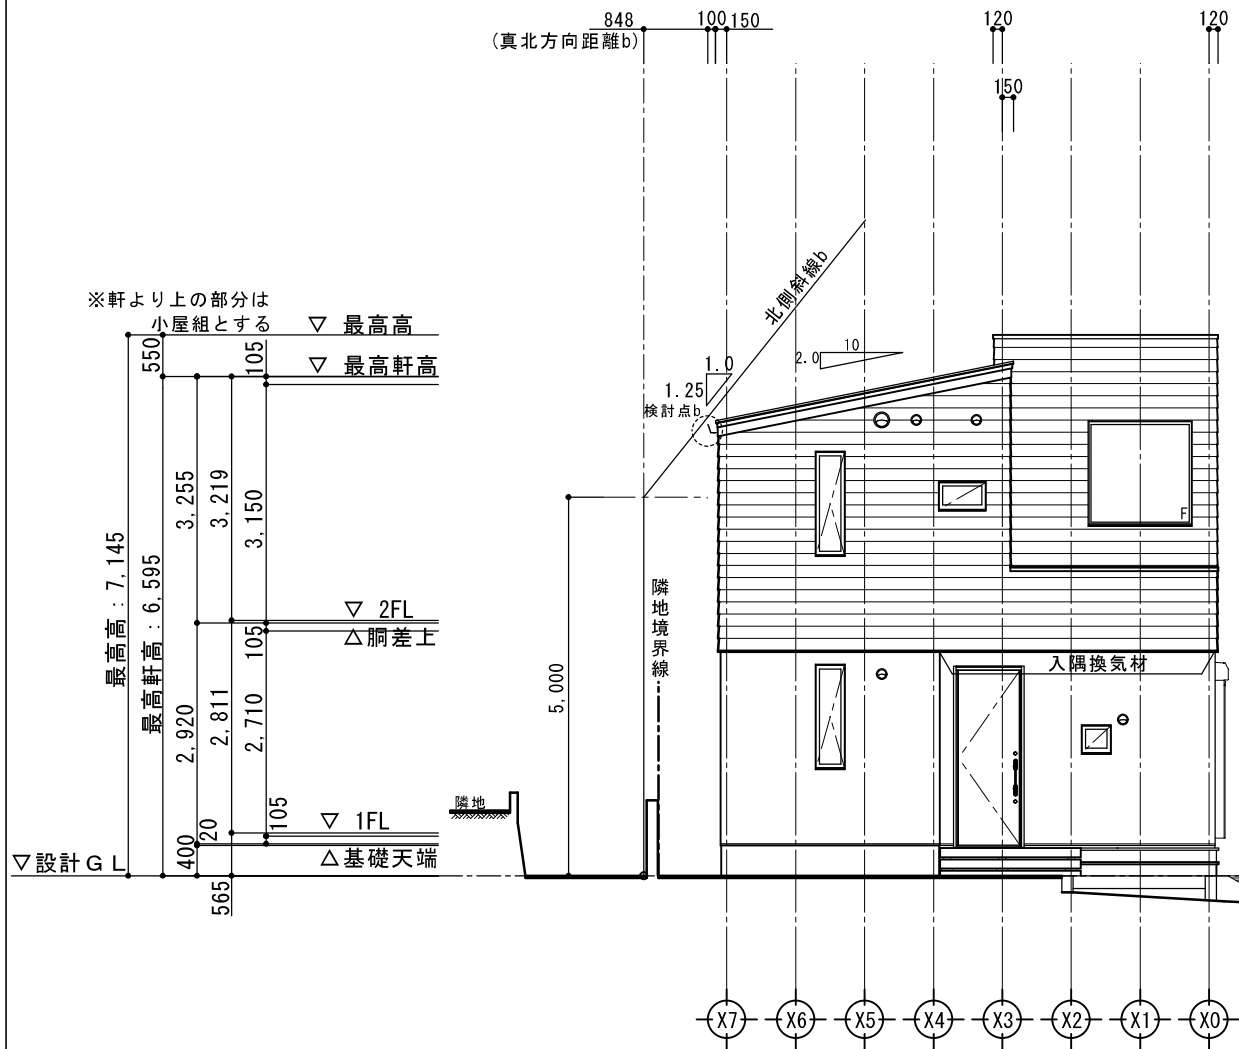 848
100
150
120
120
(真北方向距離b)
150
北側斜線b
※軒より上の部分は
小屋組とする
▽ 最高高
▽ 最高軒高
550
105
1.0
1.25
検討点b
2.0
10
3,255
3,219
3,150
F
最高高：7,145
最高軒高：6,595
▽ 2FL
△胴差上
105
隣地境界線
入隅換気材
5,000
2,920
2,811
2,710
隣地
105
20
▽ 1FL
400
△基礎天端
▽設計ＧＬ
565
X7
X6
X5
X4
X3
X2
X1
X0